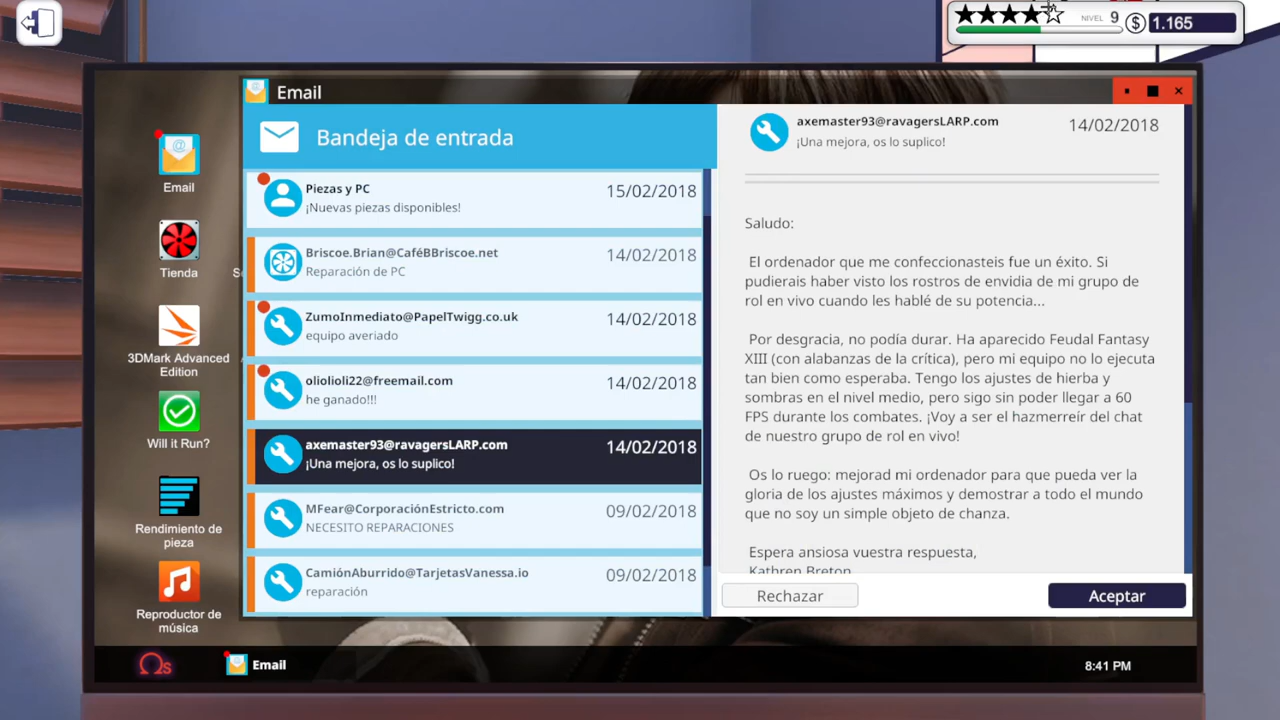 NIVEL 9 $ 1.165
Email
Bandeja de entrada
Email
Tienda
3DMark Advanced
Edition
Will it Run?
Rendimiento de
pieza
Reproductor de
música
Piezas y PC 15/02/2018
¡Nuevas piezas disponibles!
Briscoe.Brian@CaféBBriscoe.net 14/02/2018
Reparación de PC
ZumoInmediato@PapelTwigg.co.uk 14/02/2018
equipo averiado
oliolioli22@freemail.com 14/02/2018
he ganado!!!
axemaster93@ravagersLARP.com 14/02/2018
¡Una mejora, os lo suplico!
MFear@CorporaciónEstricto.com 09/02/2018
NECESITO REPARACIONES
CamiónAburrido@TarjetasVanessa.io 09/02/2018
reparación
axemaster93@ravagersLARP.com 14/02/2018
¡Una mejora, os lo suplico!
Saludo:
El ordenador que me confeccionasteis fue un éxito. Si
pudierais haber visto los rostros de envidia de mi grupo de
rol en vivo cuando les hablé de su potencia...
Por desgracia, no podía durar. Ha aparecido Feudal Fantasy
XIII (con alabanzas de la crítica), pero mi equipo no lo ejecuta
tan bien como esperaba. Tengo los ajustes de hierba y
sombras en el nivel medio, pero sigo sin poder llegar a 60
FPS durante los combates. ¡Voy a ser el hazmerreír del chat
de nuestro grupo de rol en vivo!
Os lo ruego: mejorad mi ordenador para que pueda ver la
gloria de los ajustes máximos y demostrar a todo el mundo
que no soy un simple objeto de chanza.
Espera ansiosa vuestra respuesta,
Kathren Breton
Rechazar
Aceptar
Ωs
Email
8:41 PM